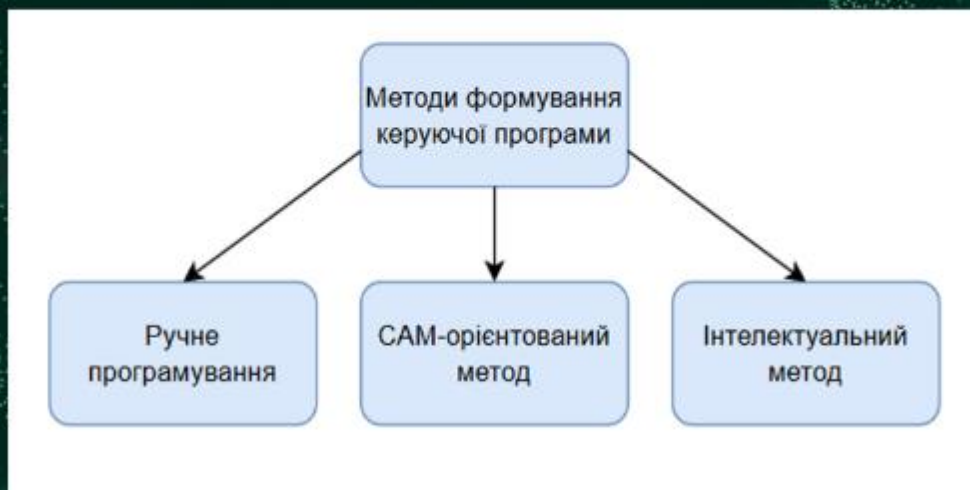 Методи формування
керуючої програми
Ручне
програмування
САМ-орієнтований
метод
Інтелектуальний
метод